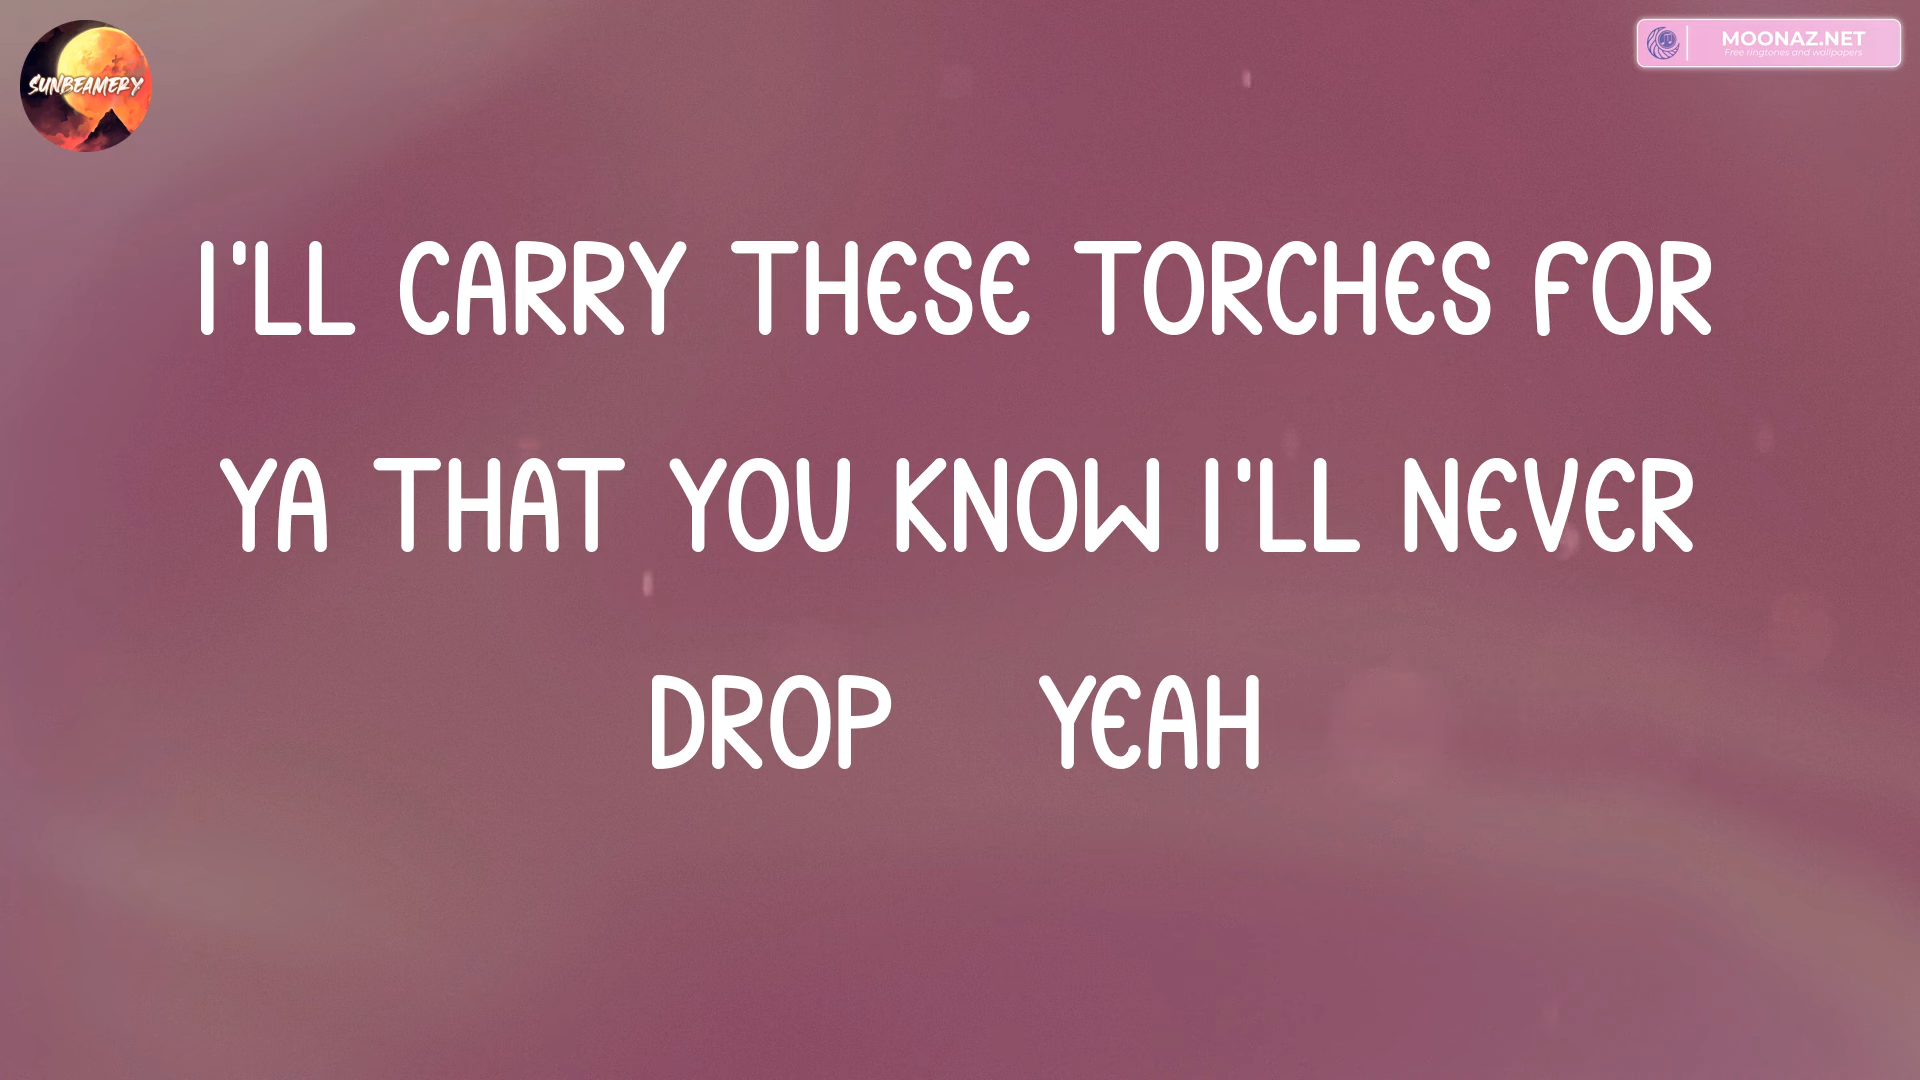 SUNBEAMERY
MOONAZ.NET
Free ringtones and wallpapers
I'LL CARRY THESE TORCHES FOR
YA THAT YOU KNOW I'LL NEVER
DROP YEAH